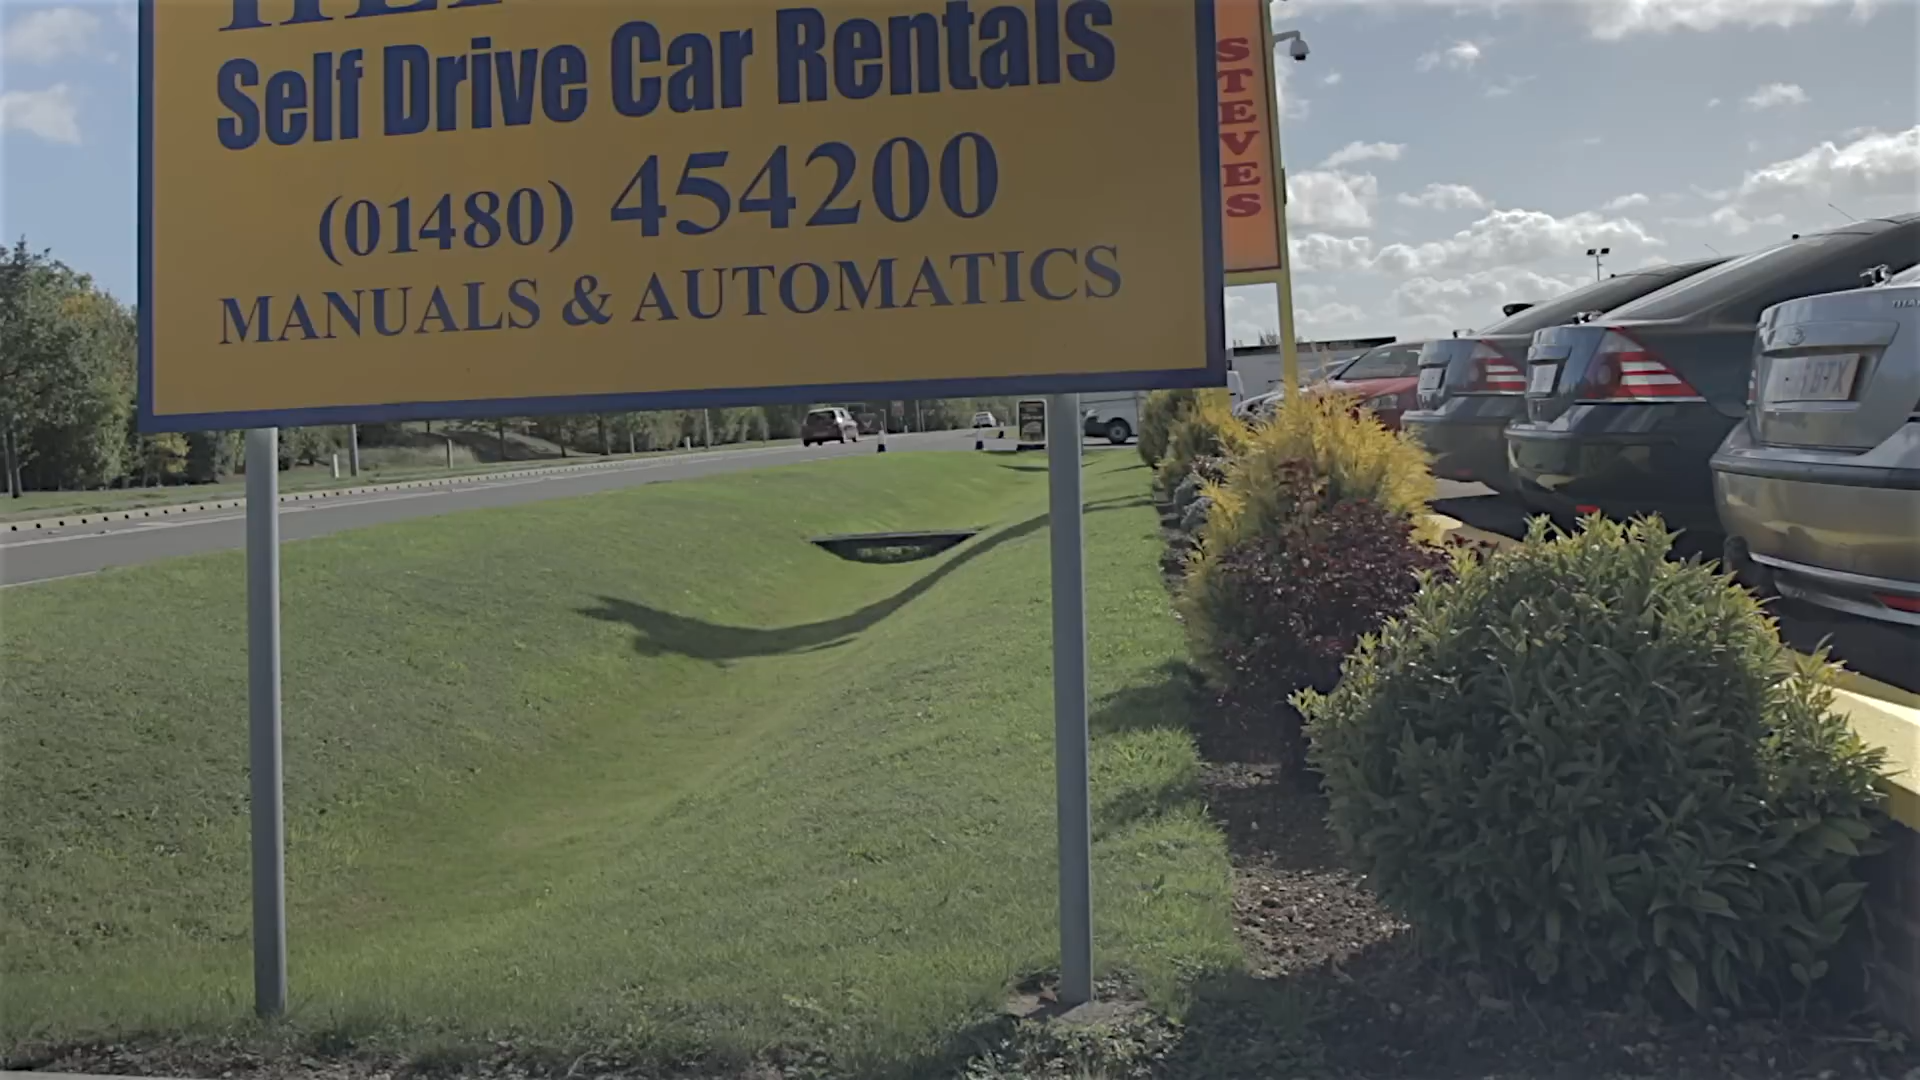 Self Drive Car Rentals
(01480) 454200
MANUALS & AUTOMATICS
STEVES